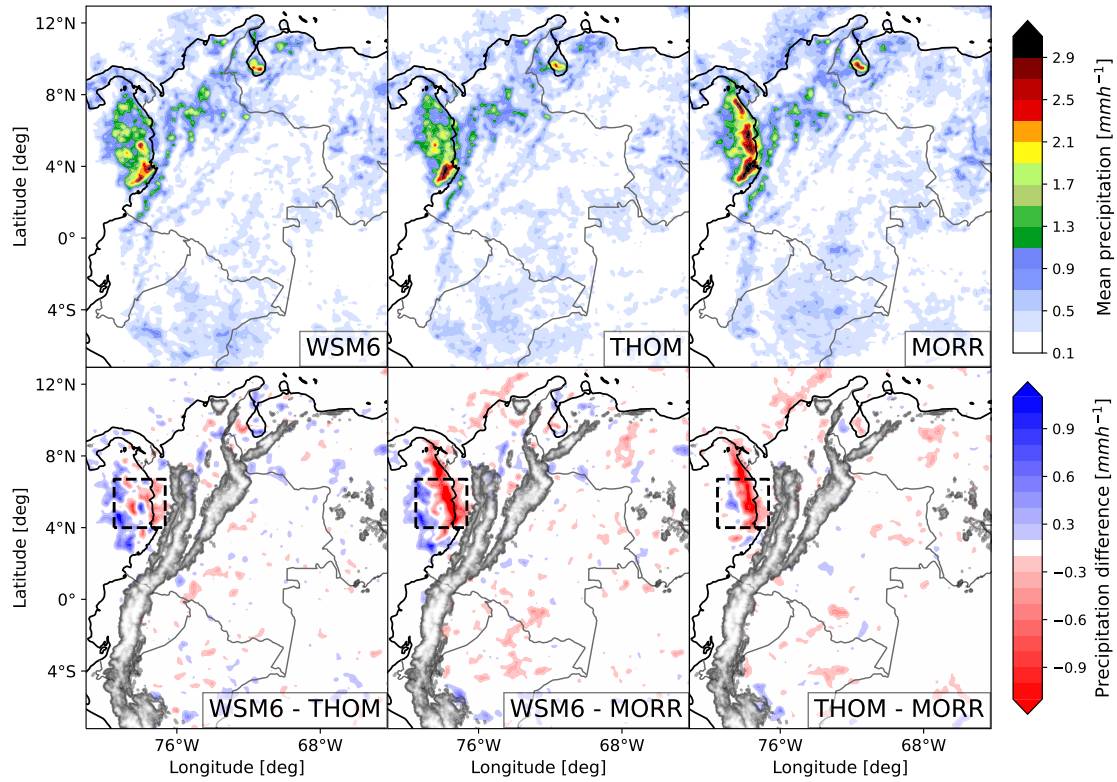 12°N
8°N
4°N
0°
4°S
Latitude [deg]
WSM6
THOM
MORR
2.9
2.5
2.1
1.7
1.3
0.9
0.5
0.1
Mean precipitation [mmh⁻¹]
12°N
8°N
4°N
0°
4°S
Latitude [deg]
WSM6 - THOM
WSM6 - MORR
THOM - MORR
0.9
0.6
0.3
−0.3
−0.6
−0.9
Precipitation difference [mmh⁻¹]
76°W 68°W 76°W 68°W 76°W 68°W
Longitude [deg] Longitude [deg] Longitude [deg]